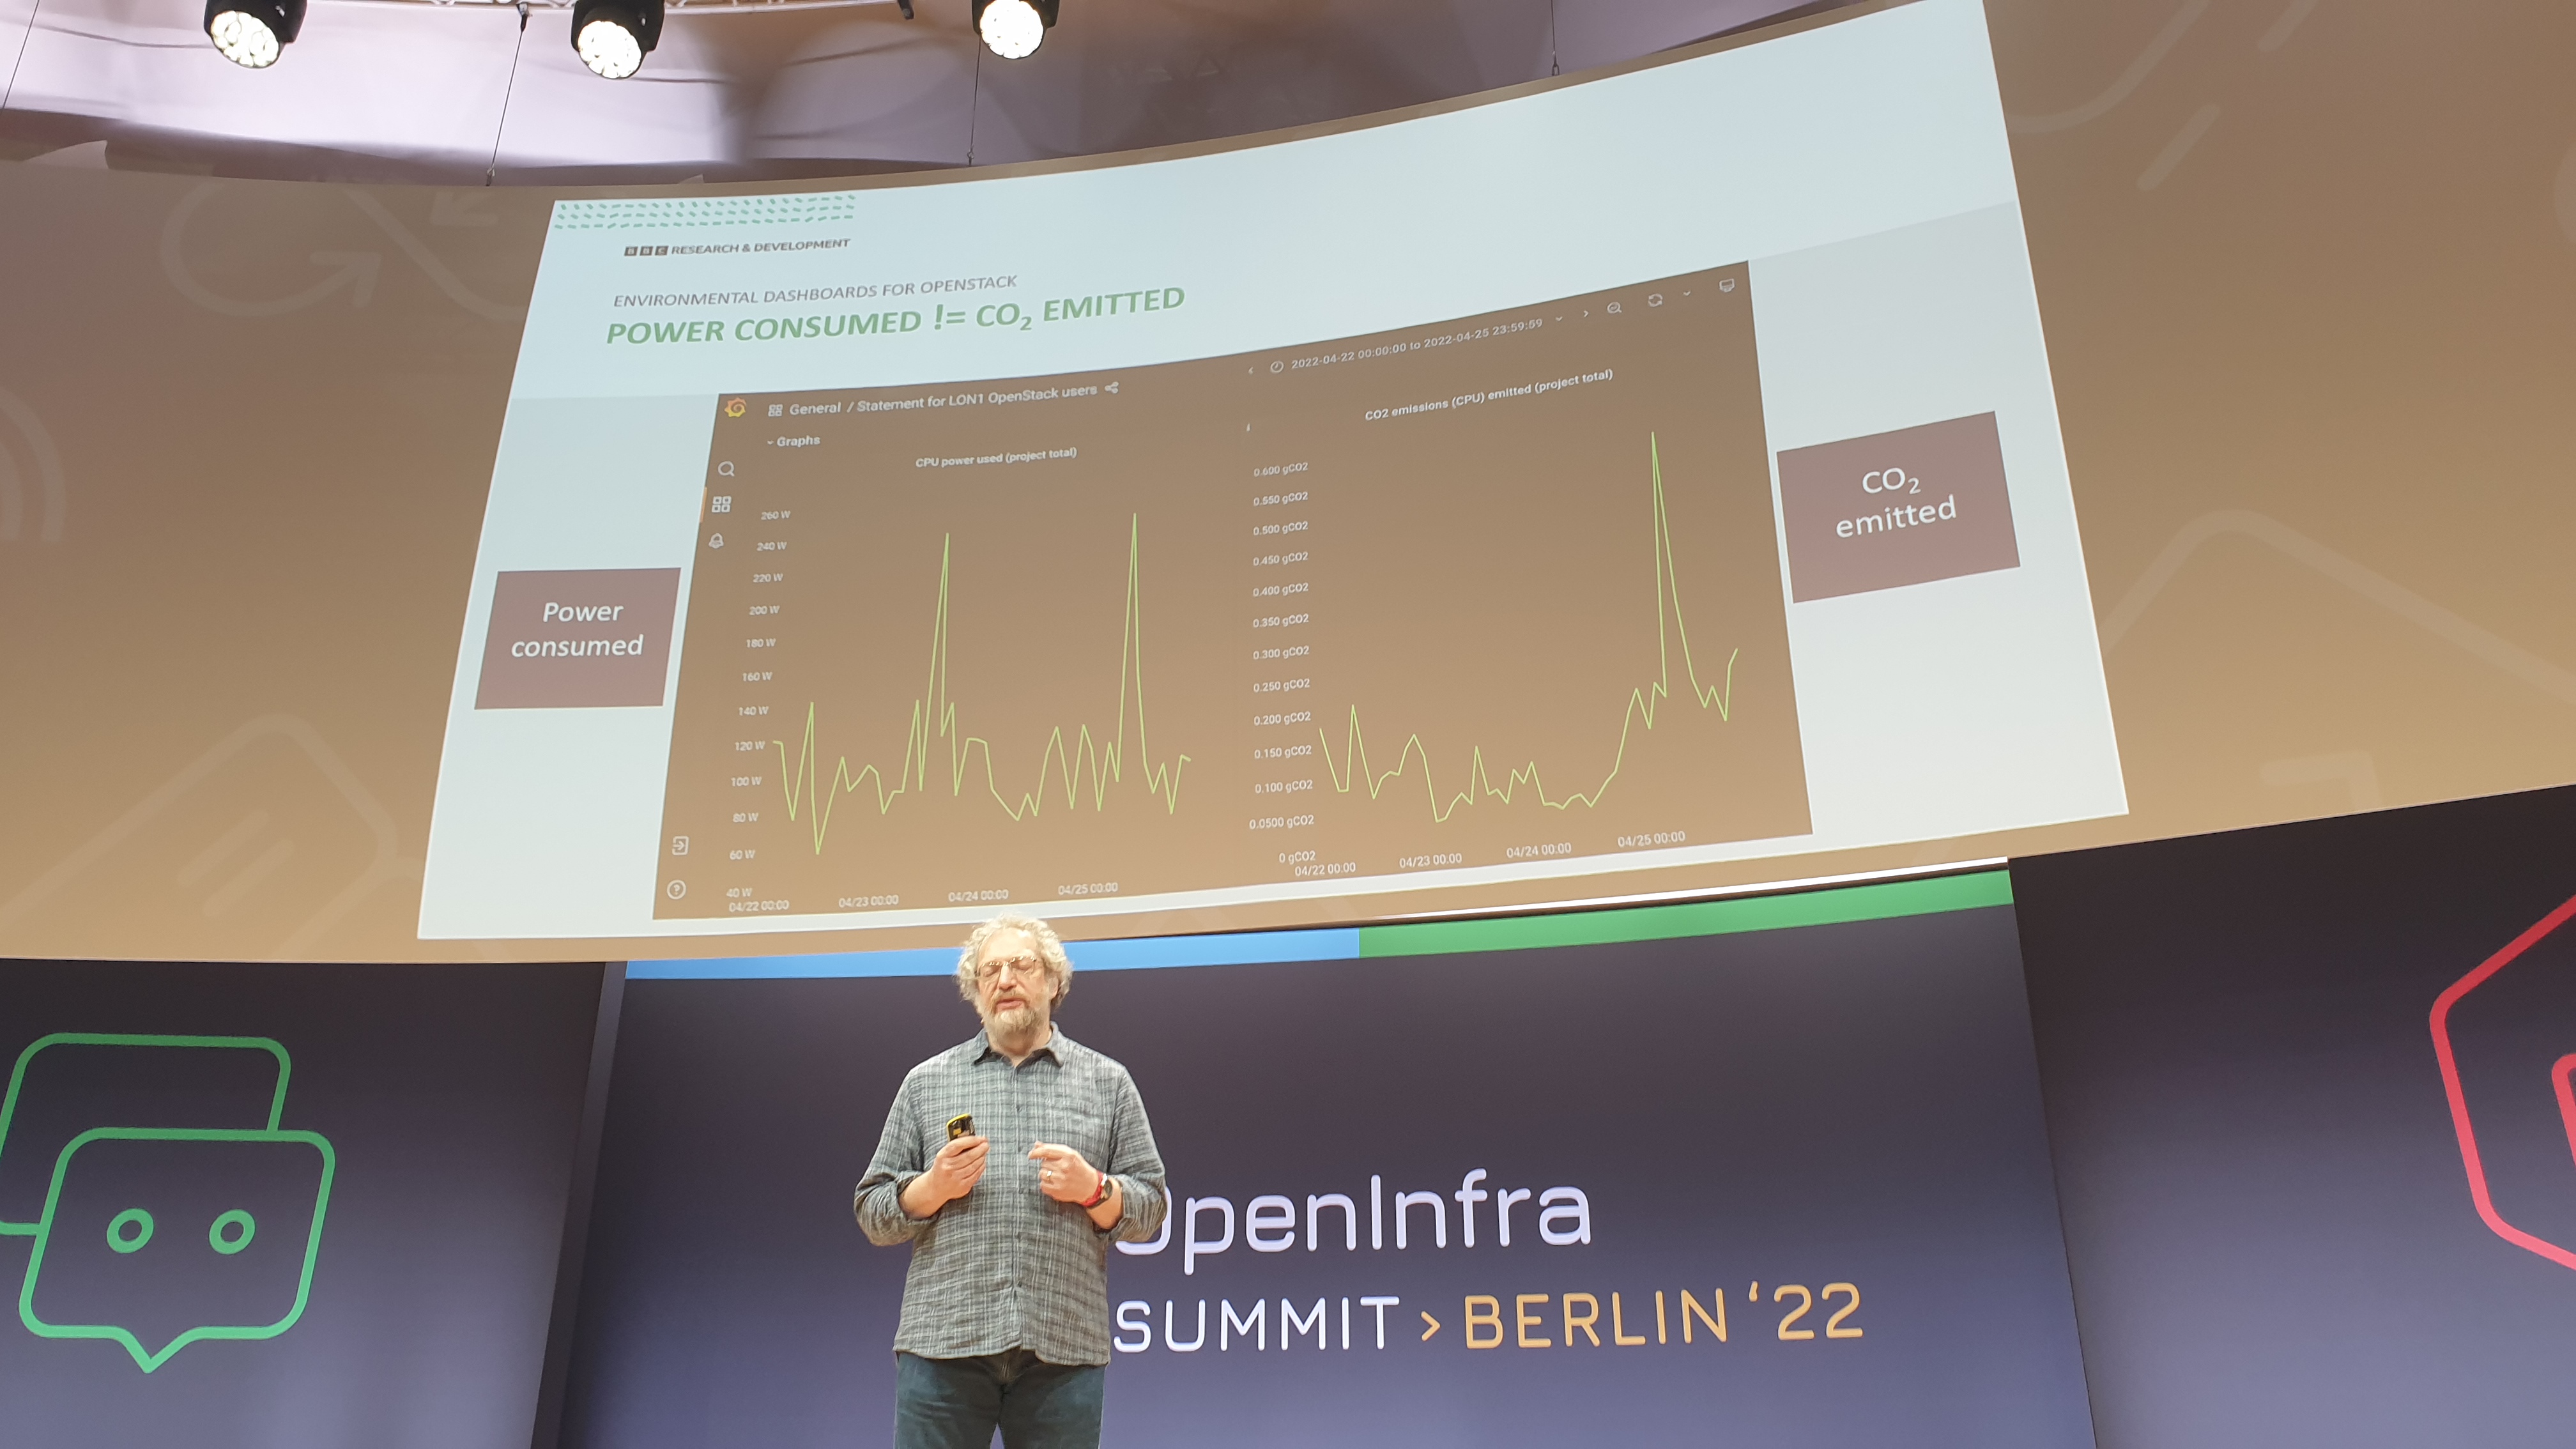 BBC RESEARCH & DEVELOPMENT
ENVIRONMENTAL DASHBOARDS FOR OPENSTACK
POWER CONSUMED != CO₂ EMITTED
General / Statement for LON1 OpenStack users
2022-04-22 00:00:00 to 2022-04-25 23:59:59
Graphs
CPU power used (project total)
260 W
240 W
220 W
200 W
180 W
160 W
140 W
120 W
100 W
80 W
60 W
40 W
04/22 00:00 04/23 00:00 04/24 00:00 04/25 00:00
CO2 emissions (CPU) emitted (project total)
0.600 gCO2
0.550 gCO2
0.500 gCO2
0.450 gCO2
0.400 gCO2
0.350 gCO2
0.300 gCO2
0.250 gCO2
0.200 gCO2
0.150 gCO2
0.100 gCO2
0.0500 gCO2
0 gCO2
04/22 00:00 04/23 00:00 04/24 00:00 04/25 00:00
Power
consumed
CO₂
emitted
OpenInfra
SUMMIT > BERLIN '22